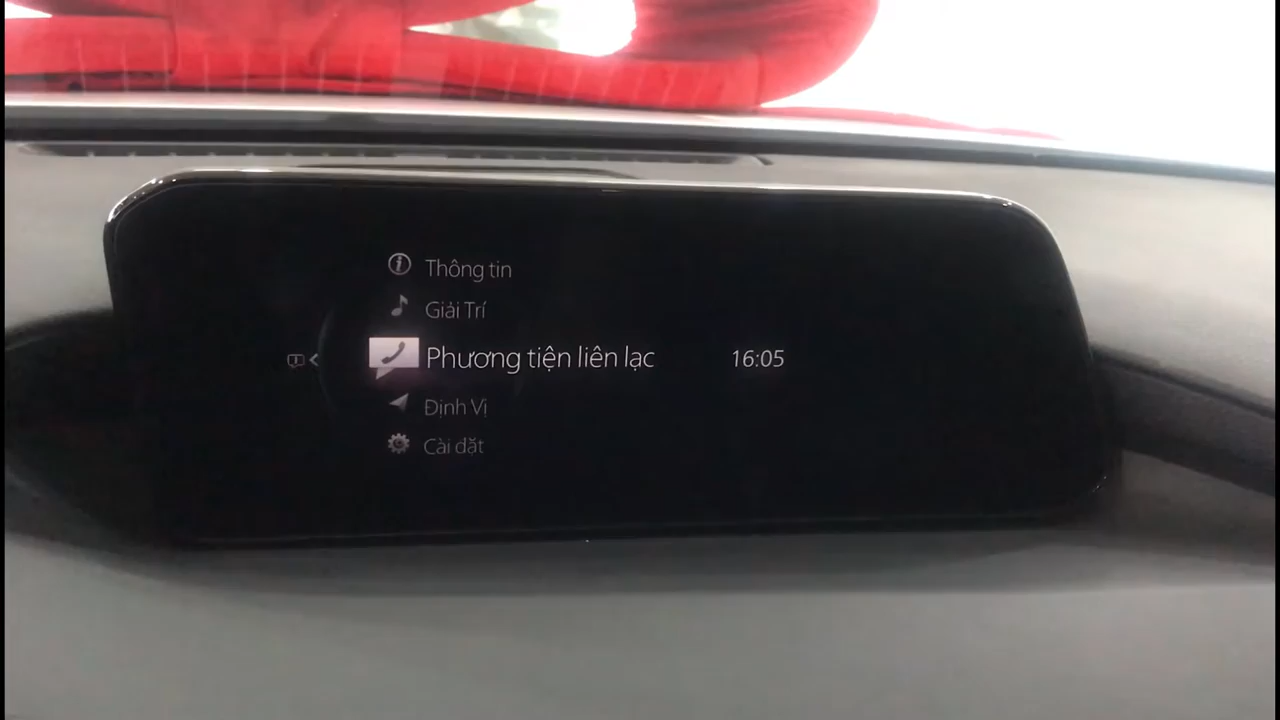 Thông tin
Giải Trí
Phương tiện liên lạc 16:05
Định Vị
Cài đặt